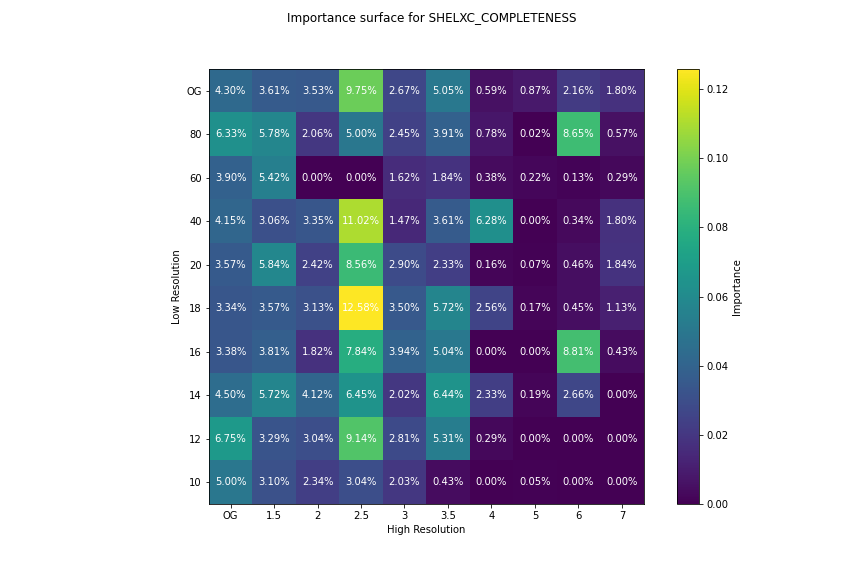 Importance surface for SHELXC_COMPLETENESS
OG 4.30% 3.61% 3.53% 9.75% 2.67% 5.05% 0.59% 0.87% 2.16% 1.80%
80 6.33% 5.78% 2.06% 5.00% 2.45% 3.91% 0.78% 0.02% 8.65% 0.57%
60 3.90% 5.42% 0.00% 0.00% 1.62% 1.84% 0.38% 0.22% 0.13% 0.29%
40 4.15% 3.06% 3.35% 11.02% 1.47% 3.61% 6.28% 0.00% 0.34% 1.80%
20 3.57% 5.84% 2.42% 8.56% 2.90% 2.33% 0.16% 0.07% 0.46% 1.84%
18 3.34% 3.57% 3.13% 12.58% 3.50% 5.72% 2.56% 0.17% 0.45% 1.13%
16 3.38% 3.81% 1.82% 7.84% 3.94% 5.04% 0.00% 0.00% 8.81% 0.43%
14 4.50% 5.72% 4.12% 6.45% 2.02% 6.44% 2.33% 0.19% 2.66% 0.00%
12 6.75% 3.29% 3.04% 9.14% 2.81% 5.31% 0.29% 0.00% 0.00% 0.00%
10 5.00% 3.10% 2.34% 3.04% 2.03% 0.43% 0.00% 0.05% 0.00% 0.00%
OG 1.5 2 2.5 3 3.5 4 5 6 7
High Resolution
Low Resolution
0.12
0.10
0.08
0.06
0.04
0.02
0.00
Importance